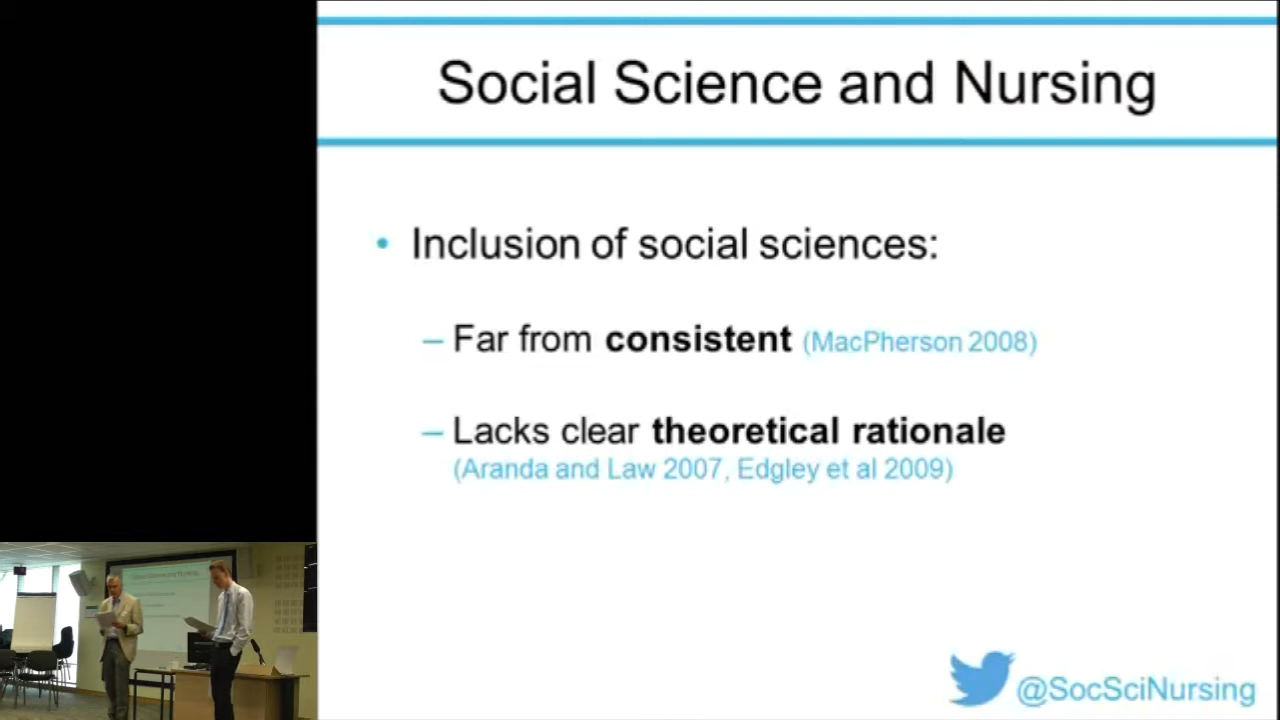 Social Science and Nursing
• Inclusion of social sciences:
– Far from consistent (MacPherson 2008)
– Lacks clear theoretical rationale
(Aranda and Law 2007, Edgley et al 2009)
@SocSciNursing